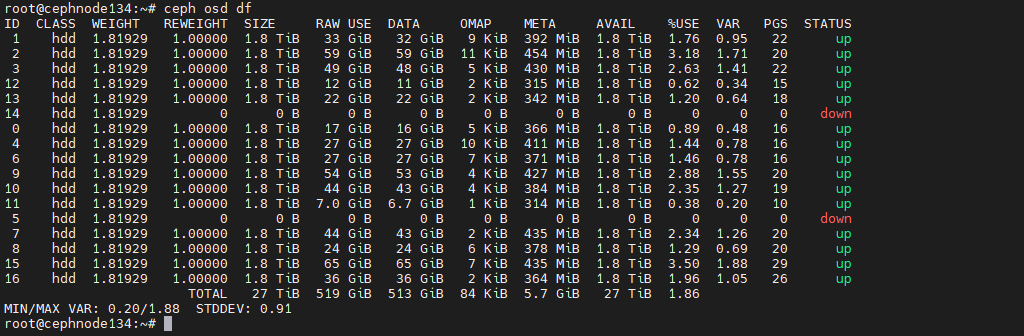 root@cephnode134:~# ceph osd df
ID CLASS WEIGHT REWEIGHT SIZE RAW USE DATA OMAP META AVAIL %USE VAR PGS STATUS
1 hdd 1.81929 1.00000 1.8 TiB 33 GiB 32 GiB 9 KiB 392 MiB 1.8 TiB 1.76 0.95 22 up
2 hdd 1.81929 1.00000 1.8 TiB 59 GiB 59 GiB 11 KiB 454 MiB 1.8 TiB 3.18 1.71 20 up
3 hdd 1.81929 1.00000 1.8 TiB 49 GiB 48 GiB 5 KiB 430 MiB 1.8 TiB 2.63 1.41 22 up
12 hdd 1.81929 1.00000 1.8 TiB 12 GiB 11 GiB 2 KiB 315 MiB 1.8 TiB 0.62 0.34 15 up
13 hdd 1.81929 1.00000 1.8 TiB 22 GiB 22 GiB 2 KiB 342 MiB 1.8 TiB 1.20 0.64 18 up
14 hdd 1.81929 0 0 B 0 B 0 B 0 B 0 B 0 B 0 0 0 down
0 hdd 1.81929 1.00000 1.8 TiB 17 GiB 16 GiB 5 KiB 366 MiB 1.8 TiB 0.89 0.48 16 up
4 hdd 1.81929 1.00000 1.8 TiB 27 GiB 27 GiB 10 KiB 411 MiB 1.8 TiB 1.44 0.78 16 up
6 hdd 1.81929 1.00000 1.8 TiB 27 GiB 27 GiB 7 KiB 371 MiB 1.8 TiB 1.46 0.78 16 up
9 hdd 1.81929 1.00000 1.8 TiB 54 GiB 53 GiB 4 KiB 427 MiB 1.8 TiB 2.88 1.55 20 up
10 hdd 1.81929 1.00000 1.8 TiB 44 GiB 43 GiB 4 KiB 384 MiB 1.8 TiB 2.35 1.27 19 up
11 hdd 1.81929 1.00000 1.8 TiB 7.0 GiB 6.7 GiB 1 KiB 314 MiB 1.8 TiB 0.38 0.20 10 up
5 hdd 1.81929 0 0 B 0 B 0 B 0 B 0 B 0 B 0 0 0 down
7 hdd 1.81929 1.00000 1.8 TiB 44 GiB 43 GiB 2 KiB 435 MiB 1.8 TiB 2.34 1.26 20 up
8 hdd 1.81929 1.00000 1.8 TiB 24 GiB 24 GiB 6 KiB 378 MiB 1.8 TiB 1.29 0.69 20 up
15 hdd 1.81929 1.00000 1.8 TiB 65 GiB 65 GiB 7 KiB 435 MiB 1.8 TiB 3.50 1.88 29 up
16 hdd 1.81929 1.00000 1.8 TiB 36 GiB 36 GiB 2 KiB 364 MiB 1.8 TiB 1.96 1.05 26 up
TOTAL 27 TiB 519 GiB 513 GiB 84 KiB 5.7 GiB 27 TiB 1.86
MIN/MAX VAR: 0.20/1.88 STDDEV: 0.91
root@cephnode134:~#